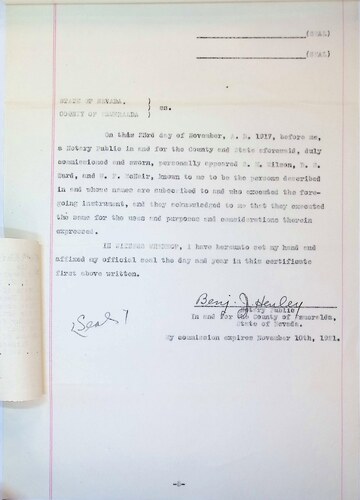 (SEAL)
(SEAL)
STATE OF NEVADA, )
) ss.
COUNTY OF ESMERALDA )
On this 23rd day of November, A. D. 1917, before me,
a Notary Public in and for the County and State aforesaid, duly
commissioned and sworn, personally appeared
and known to me to be the persons described
in and whose names are subscribed to and who executed the fore-
going instrument, and they acknowledged to me that they executed
the same for the uses and purposes and considerations therein
expressed.
IN WITNESS WHEREOF, I have hereunto set my hand and
affixed my official seal the day and year in this certificate
first above written.
Benj. J. Henley
Notary Public
In and for the County of Esmeralda,
State of Nevada.
(Seal)
My commission expires November 10th, 1921.